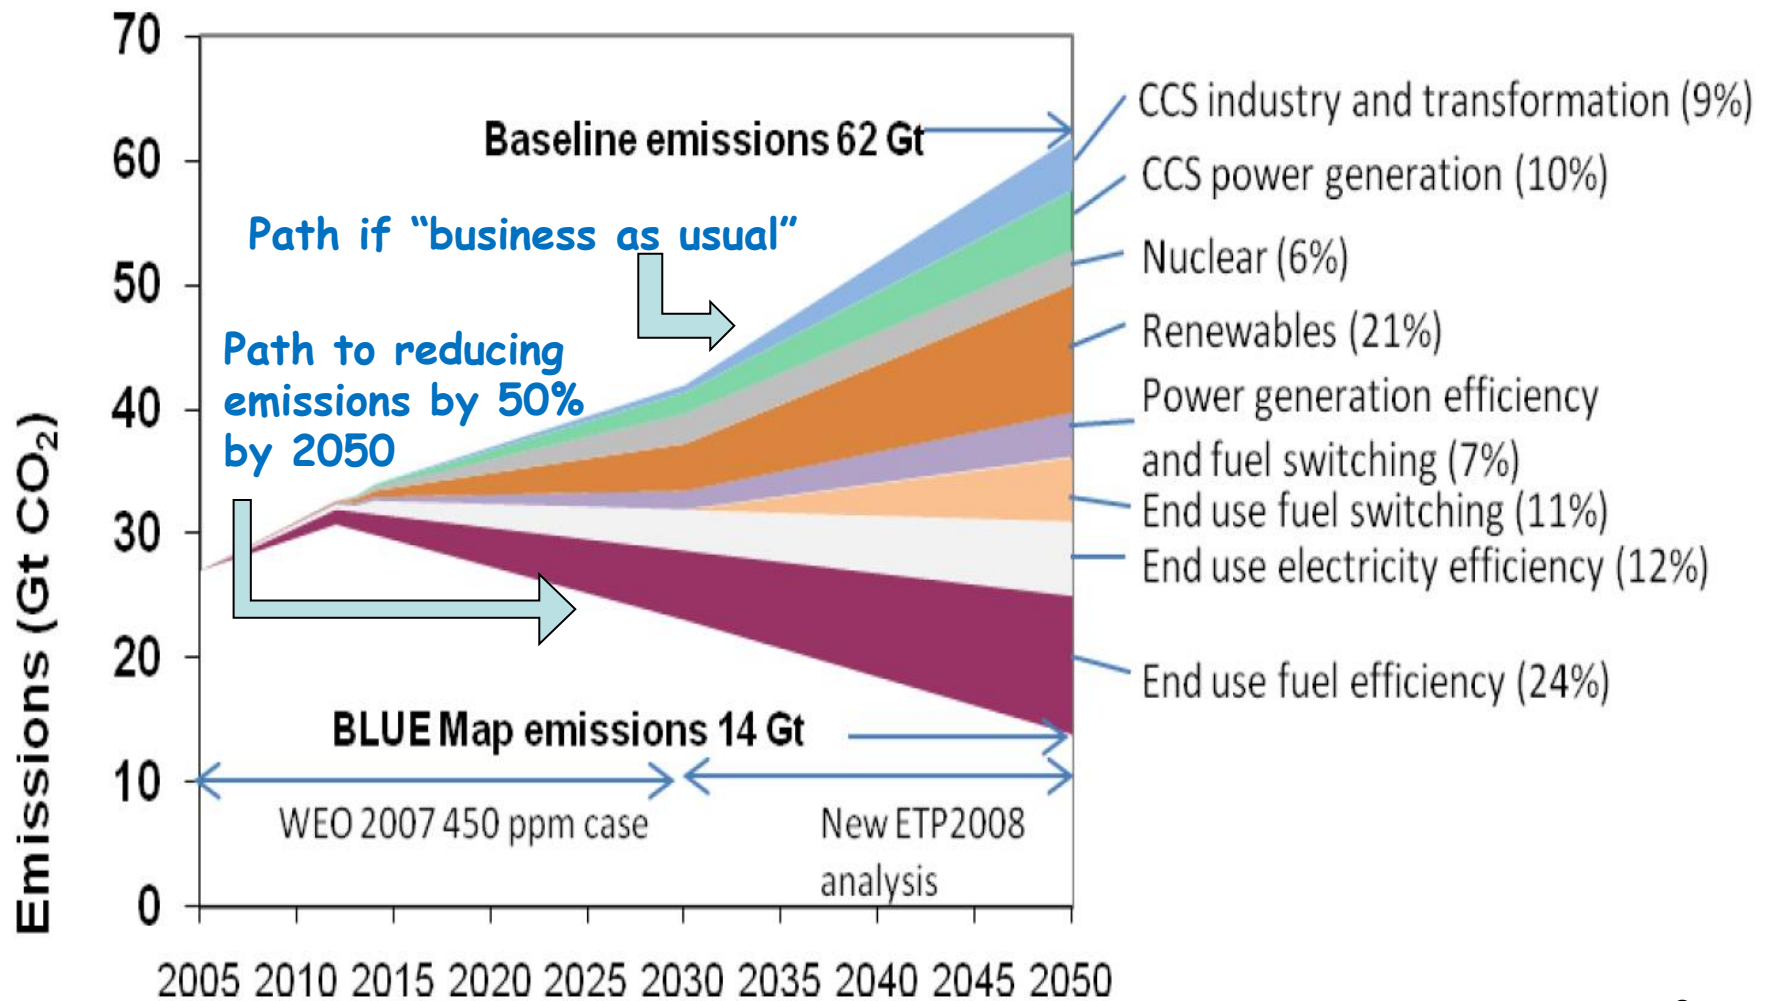 70
60
50
40
30
20
10
0
Emissions (Gt CO₂)
Baseline emissions 62 Gt
Path if “business as usual”
Path to reducing
emissions by 50%
by 2050
BLUE Map emissions 14 Gt
WEO 2007 450 ppm case
New ETP2008
analysis
CCS industry and transformation (9%)
CCS power generation (10%)
Nuclear (6%)
Renewables (21%)
Power generation efficiency
and fuel switching (7%)
End use fuel switching (11%)
End use electricity efficiency (12%)
End use fuel efficiency (24%)
2005 2010 2015 2020 2025 2030 2035 2040 2045 2050